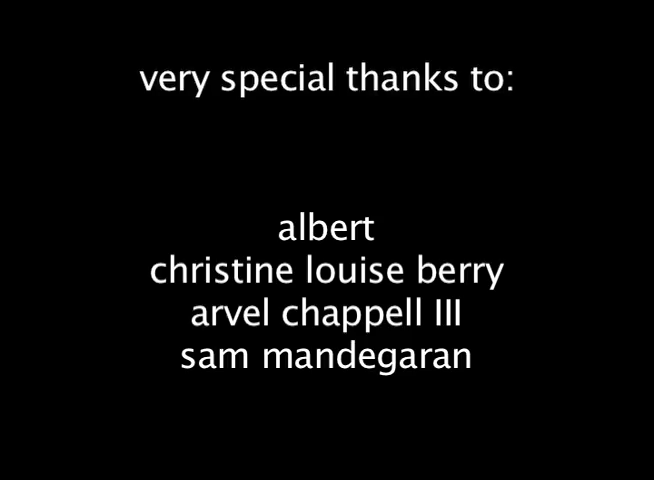 very special thanks to:
albert
christine louise berry
arvel chappell III
sam mandegaran